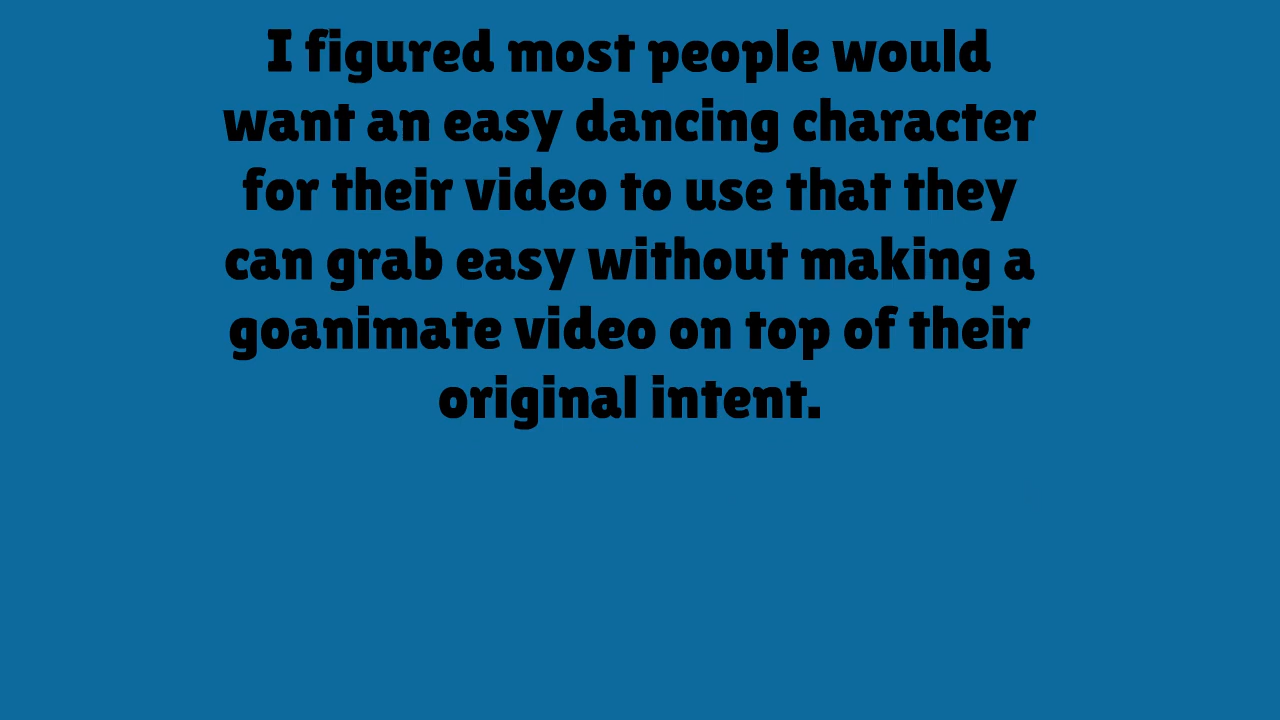 I figured most people would
want an easy dancing character
for their video to use that they
can grab easy without making a
goanimate video on top of their
original intent.